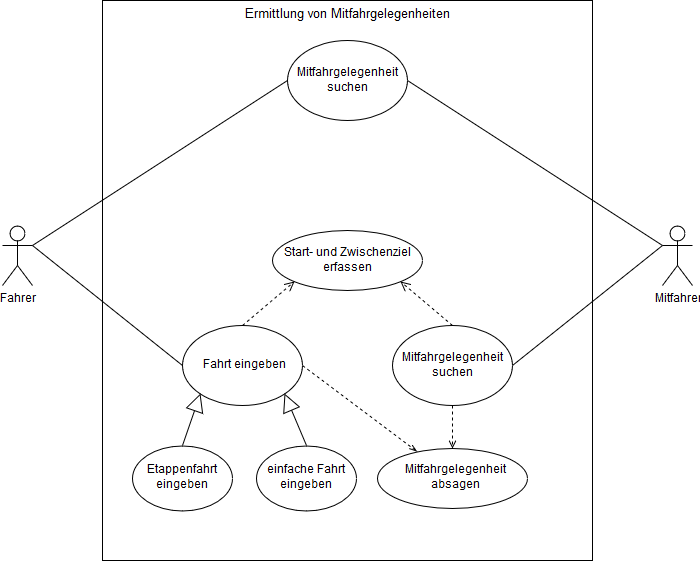 Ermittlung von Mitfahrgelegenheiten
Mitfahrgelegenheit
suchen
Start- und Zwischenziel
erfassen
Fahrer
Mitfahrer
Fahrt eingeben
Mitfahrgelegenheit
suchen
Etappenfahrt
eingeben
einfache Fahrt
eingeben
Mitfahrgelegenheit
absagen